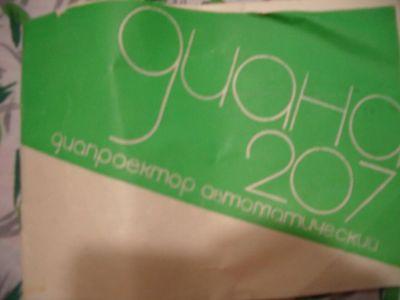 диана
207
диапроектор автоматический